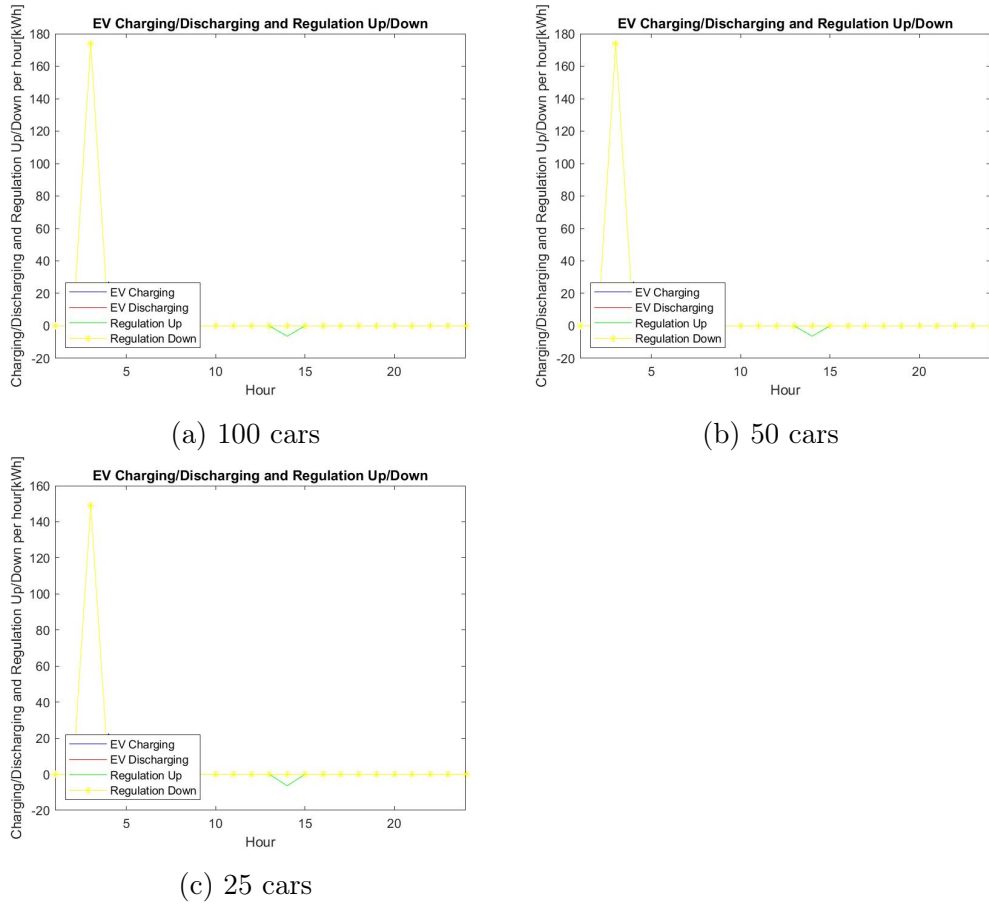 EV Charging/Discharging and Regulation Up/Down
Charging/Discharging and Regulation Up/Down per hour[kWh]
180
160
140
120
100
80
60
40
20
0
-20
EV Charging
EV Discharging
Regulation Up
Regulation Down
5
10
15
20
Hour
(a) 100 cars
EV Charging/Discharging and Regulation Up/Down
Charging/Discharging and Regulation Up/Down per hour[kWh]
180
160
140
120
100
80
60
40
20
0
-20
EV Charging
EV Discharging
Regulation Up
Regulation Down
5
10
15
20
Hour
(b) 50 cars
EV Charging/Discharging and Regulation Up/Down
Charging/Discharging and Regulation Up/Down per hour[kWh]
160
140
120
100
80
60
40
20
0
-20
EV Charging
EV Discharging
Regulation Up
Regulation Down
5
10
15
20
Hour
(c) 25 cars